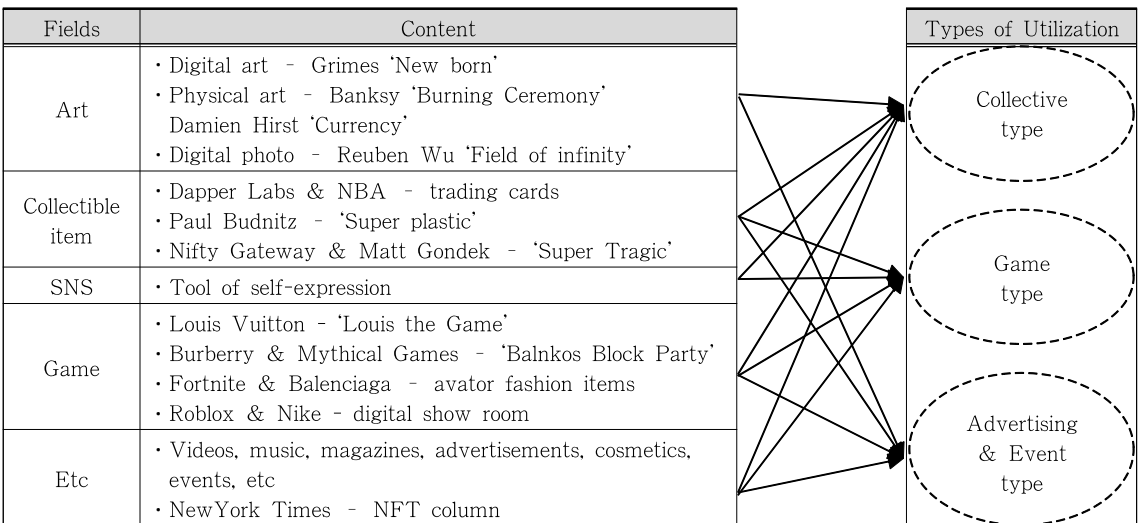 Fields Content Types of Utilization
Art
· Digital art - Grimes ‘New born’
· Physical art - Banksy ‘Burning Ceremony’
Damien Hirst ‘Currency’
· Digital photo - Reuben Wu ‘Field of infinity’
Collectible
item
· Dapper Labs & NBA - trading cards
· Paul Budnitz - ‘Super plastic’
· Nifty Gateway & Matt Gondek - ‘Super Tragic’
SNS
· Tool of self-expression
Game
· Louis Vuitton - ‘Louis the Game’
· Burberry & Mythical Games - ‘Balnkos Block Party’
· Fortnite & Balenciaga - avator fashion items
· Roblox & Nike - digital show room
Etc
· Videos, music, magazines, advertisements, cosmetics,
events, etc
· NewYork Times - NFT column
Collective
type
Game
type
Advertising
& Event
type